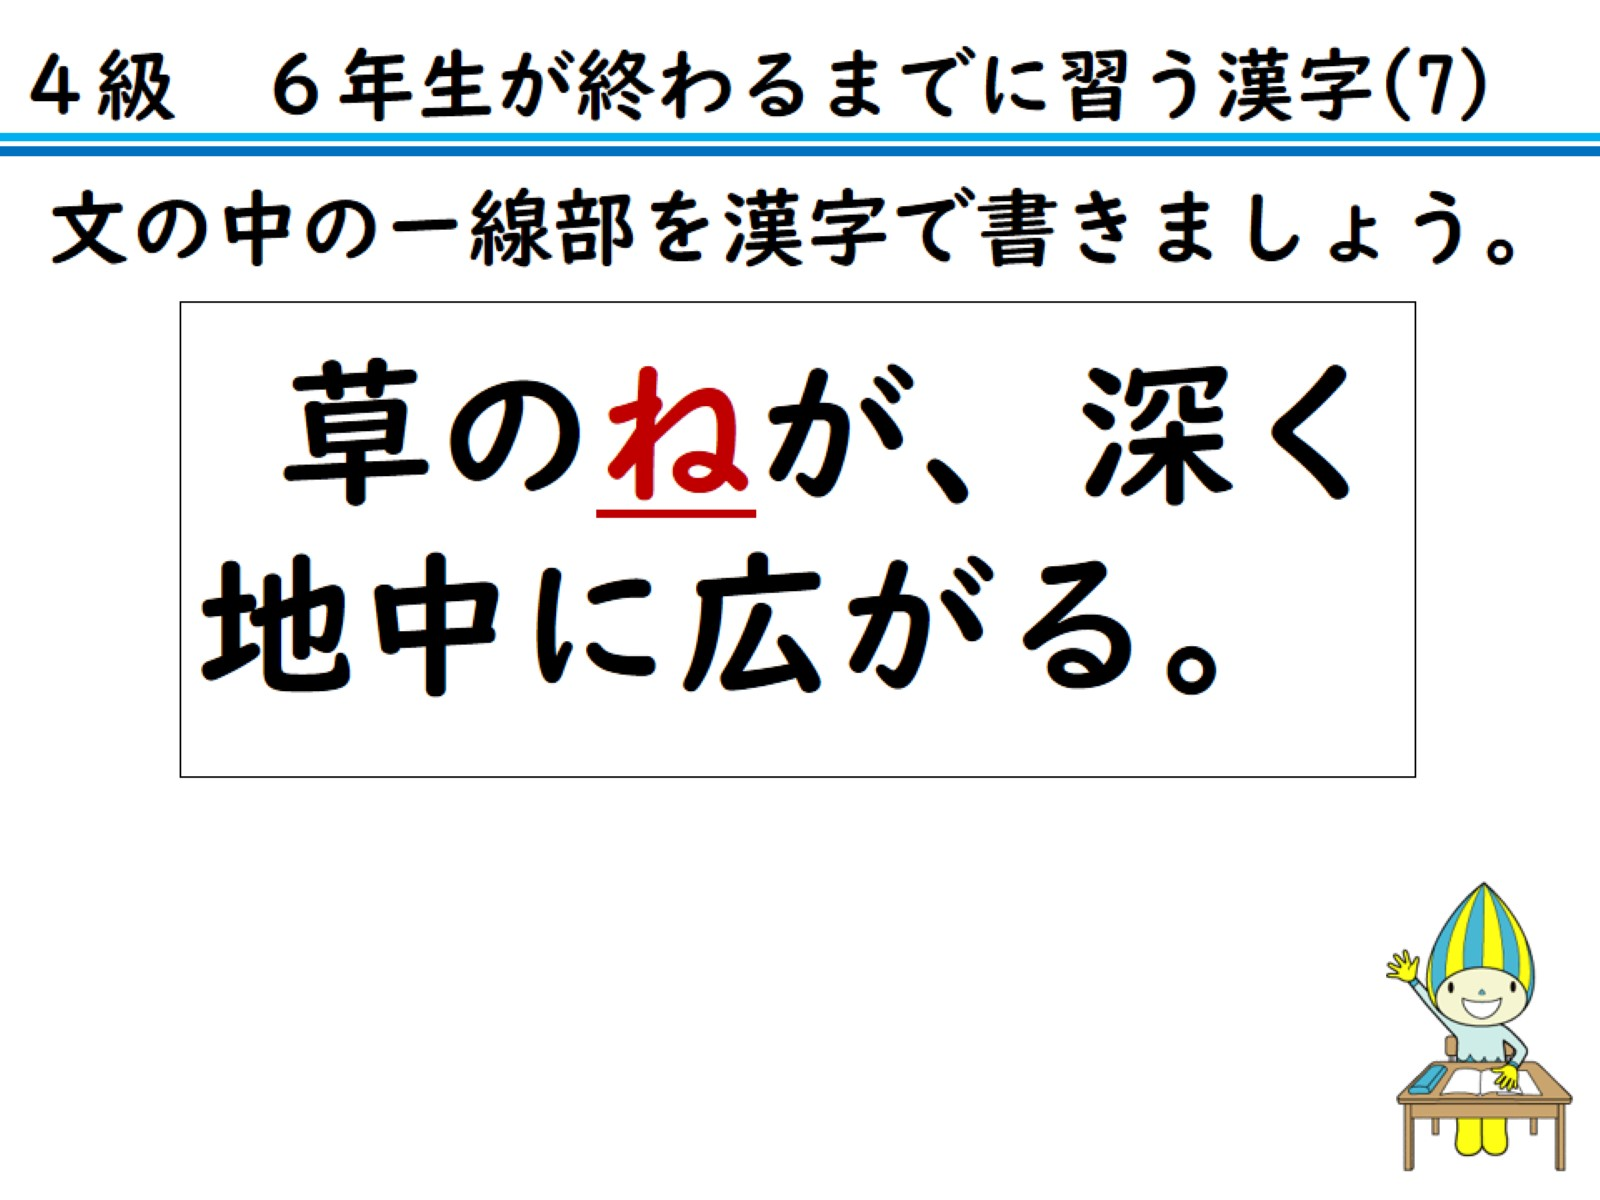 ４級　６年生が終わるまでに習う漢字(7)
文の中の一線部を漢字で書きましょう。
草のねが、深く
地中に広がる。